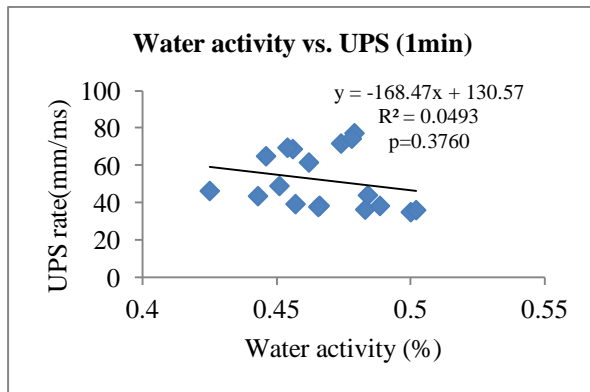 Water activity vs. UPS (1min)
y = -168.47x + 130.57
R² = 0.0493
p=0.3760
100
80
60
40
20
0
UPS rate(mm/ms)
0.4 0.45 0.5 0.55
Water activity (%)